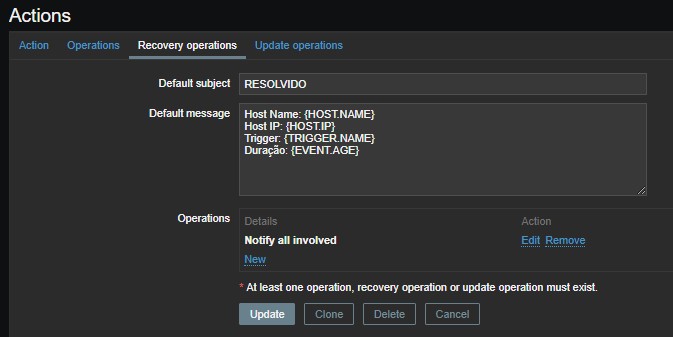 Actions
Action Operations Recovery operations Update operations
Default subject RESOLVIDO
Default message Host Name: {HOST.NAME}
Host IP: {HOST.IP}
Trigger: {TRIGGER.NAME}
Duração: {EVENT.AGE}
Operations Details Action
Notify all involved Edit Remove
New
* At least one operation, recovery operation or update operation must exist.
Update Clone Delete Cancel